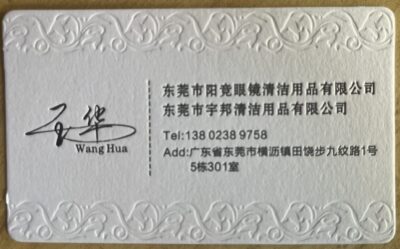 王华
Wang Hua
东莞市阳竞眼镜清洁用品有限公司
东莞市宇邦清洁用品有限公司
Tel:138 0238 9758
Add:广东省东莞市横沥镇田饶步九纹路1号
5栋301室